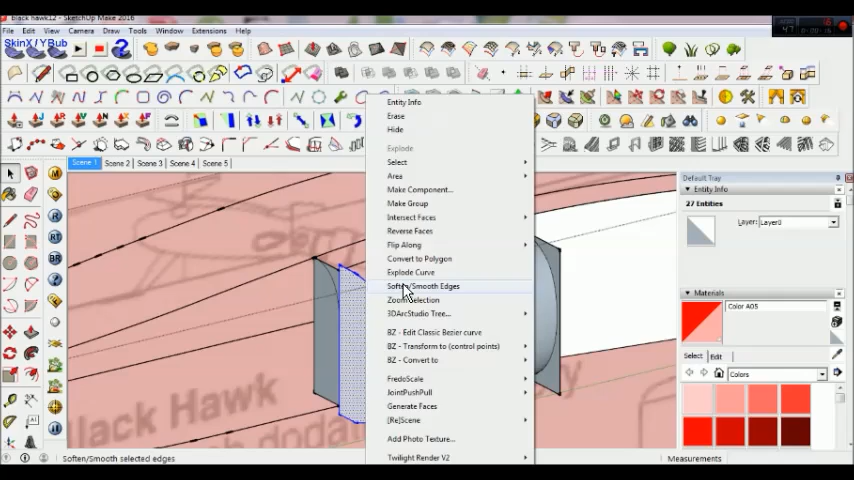 black hawk12 - SketchUp Make 2016
File Edit View Camera Draw Tools Window Extensions Help
SkinX / YBub
Scene 1 Scene 2 Scene 3 Scene 4 Scene 5
Entity Info
Erase
Hide
Explode
Select
Area
Make Component...
Make Group
Intersect Faces
Reverse Faces
Flip Along
Convert to Polygon
Explode Curve
Soften/Smooth Edges
Zoom Selection
3DArcStudio Tree...
BZ - Edit Classic Bezier curve
BZ - Transform to (control points)
BZ - Convert to
FredoScale
JointPushPull
Generate Faces
[Re]Scene
Add Photo Texture...
Twilight Render V2
Default Tray
Entity Info
27 Entities
Layer: Layer0
Materials
Color A05
Select Edit
Colors
Black Hawk
Soften/Smooth selected edges
Measurements